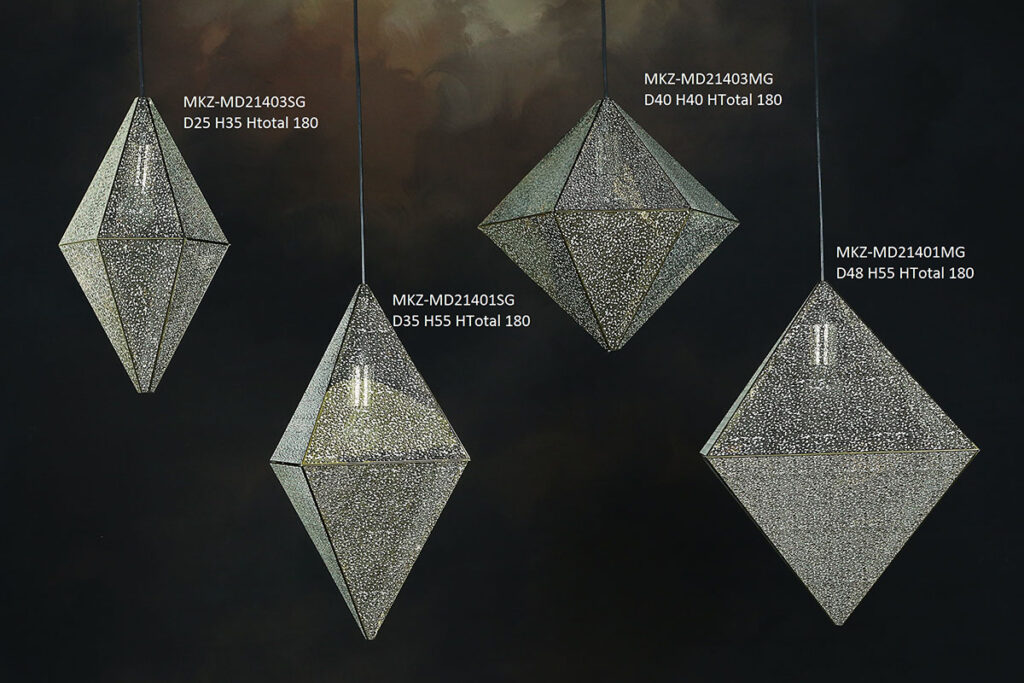 MKZ-MD21403SG
D25 H35 Htotal 180
MKZ-MD21403MG
D40 H40 HTotal 180
MKZ-MD21401SG
D35 H55 HTotal 180
MKZ-MD21401MG
D48 H55 HTotal 180